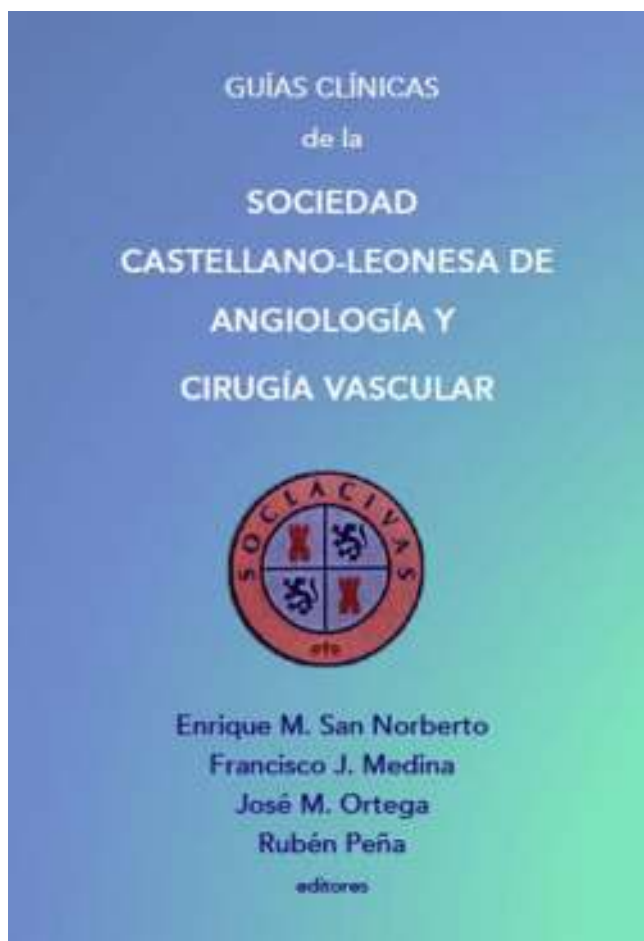 GUÍAS CLÍNICAS
de la
SOCIEDAD
CASTELLANO-LEONESA DE
ANGIOLOGÍA Y
CIRUGÍA VASCULAR
SOCLACIVAS
Enrique M. San Norberto
Francisco J. Medina
José M. Ortega
Rubén Peña
editores